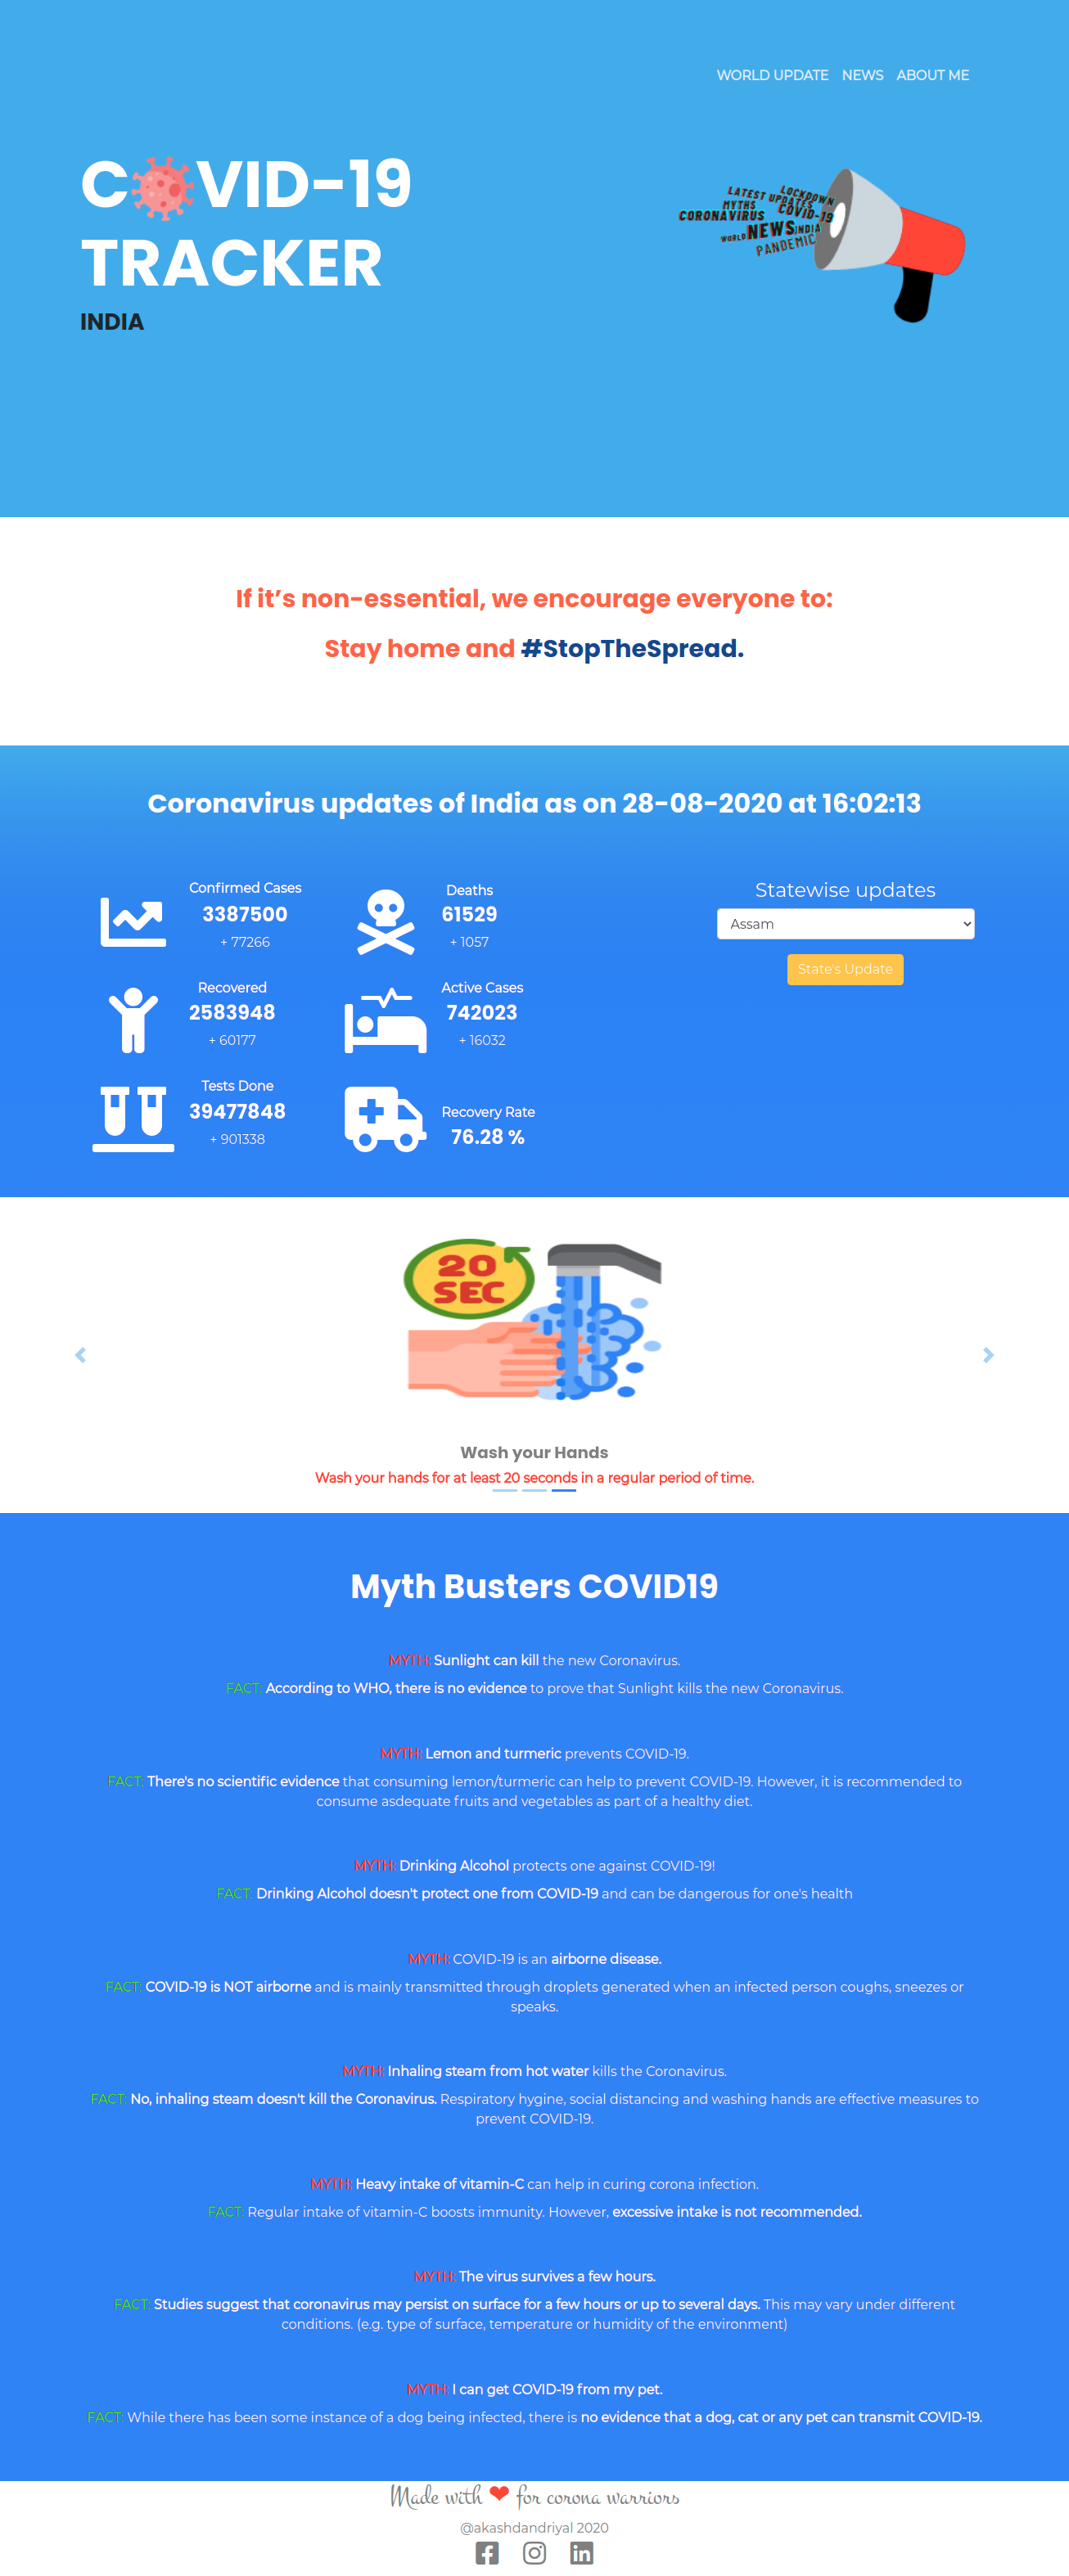 WORLD UPDATE NEWS ABOUT ME
C VID-19
TRACKER
INDIA
LATEST UPDATES
LOCKDOWN
MYTHS
CORONAVIRUS
COVID-19
WORLD NEWS INDIA
PANDEMIC
If it’s non-essential, we encourage everyone to:
Stay home and #StopTheSpread.
Coronavirus updates of India as on 28-08-2020 at 16:02:13
Confirmed Cases
3387500
+ 77266
Deaths
61529
+ 1057
Statewise updates
Assam
State's Update
Recovered
2583948
+ 60177
Active Cases
742023
+ 16032
Tests Done
39477848
+ 901338
Recovery Rate
76.28 %
20
SEC
Wash your Hands
Wash your hands for at least 20 seconds in a regular period of time.
Myth Busters COVID19
MYTH: Sunlight can kill the new Coronavirus.
FACT: According to WHO, there is no evidence to prove that Sunlight kills the new Coronavirus.
MYTH: Lemon and turmeric prevents COVID-19.
FACT: There's no scientific evidence that consuming lemon/turmeric can help to prevent COVID-19. However, it is recommended to
consume asdequate fruits and vegetables as part of a healthy diet.
MYTH: Drinking Alcohol protects one against COVID-19!
FACT: Drinking Alcohol doesn't protect one from COVID-19 and can be dangerous for one's health
MYTH: COVID-19 is an airborne disease.
FACT: COVID-19 is NOT airborne and is mainly transmitted through droplets generated when an infected person coughs, sneezes or
speaks.
MYTH: Inhaling steam from hot water kills the Coronavirus.
FACT: No, inhaling steam doesn't kill the Coronavirus. Respiratory hygine, social distancing and washing hands are effective measures to
prevent COVID-19.
MYTH: Heavy intake of vitamin-C can help in curing corona infection.
FACT: Regular intake of vitamin-C boosts immunity. However, excessive intake is not recommended.
MYTH: The virus survives a few hours.
FACT: Studies suggest that coronavirus may persist on surface for a few hours or up to several days. This may vary under different
conditions. (e.g. type of surface, temperature or humidity of the environment)
MYTH: I can get COVID-19 from my pet.
FACT: While there has been some instance of a dog being infected, there is no evidence that a dog, cat or any pet can transmit COVID-19.
Made with ❤ for corona warriors
@akashdandriyal 2020